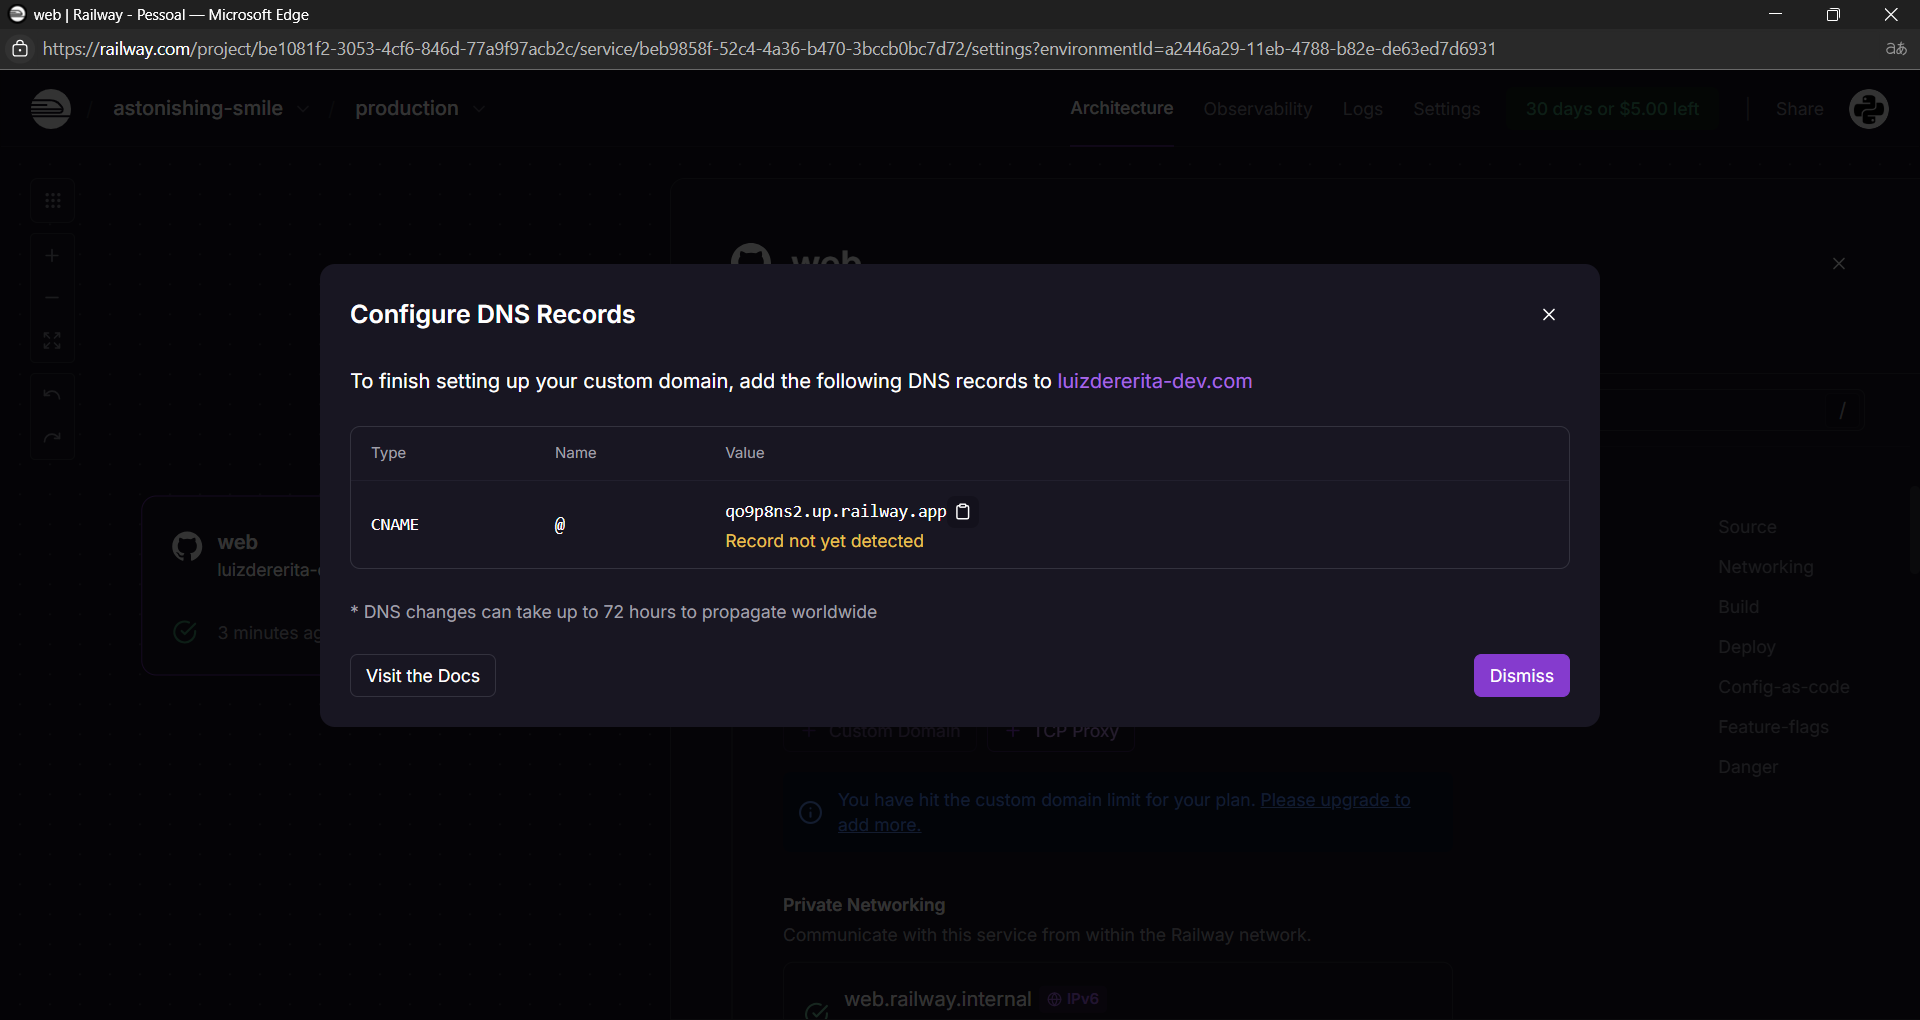 web | Railway - Pessoal — Microsoft Edge
https://railway.com/project/be1081f2-3053-4cf6-846d-77a9f97acb2c/service/beb9858f-52c4-4a36-b470-3bccb0bc7d72/settings?environmentId=a2446a29-11eb-4788-b82e-de63ed7d6931
aあ
/ astonishing-smile / production
Architecture Observability Logs Settings 30 days or $5.00 left Share
web
Configure DNS Records
To finish setting up your custom domain, add the following DNS records to luizdererita-dev.com
Type Name Value
CNAME @ qo9p8ns2.up.railway.app
Record not yet detected
* DNS changes can take up to 72 hours to propagate worldwide
Visit the Docs
Dismiss
/
web
luizdererita-
3 minutes ag
Source
Networking
Build
Deploy
Config-as-code
Feature-flags
Danger
+ Custom Domain
+ TCP Proxy
You have hit the custom domain limit for your plan. Please upgrade to
add more.
Private Networking
Communicate with this service from within the Railway network.
web.railway.internal IPv6